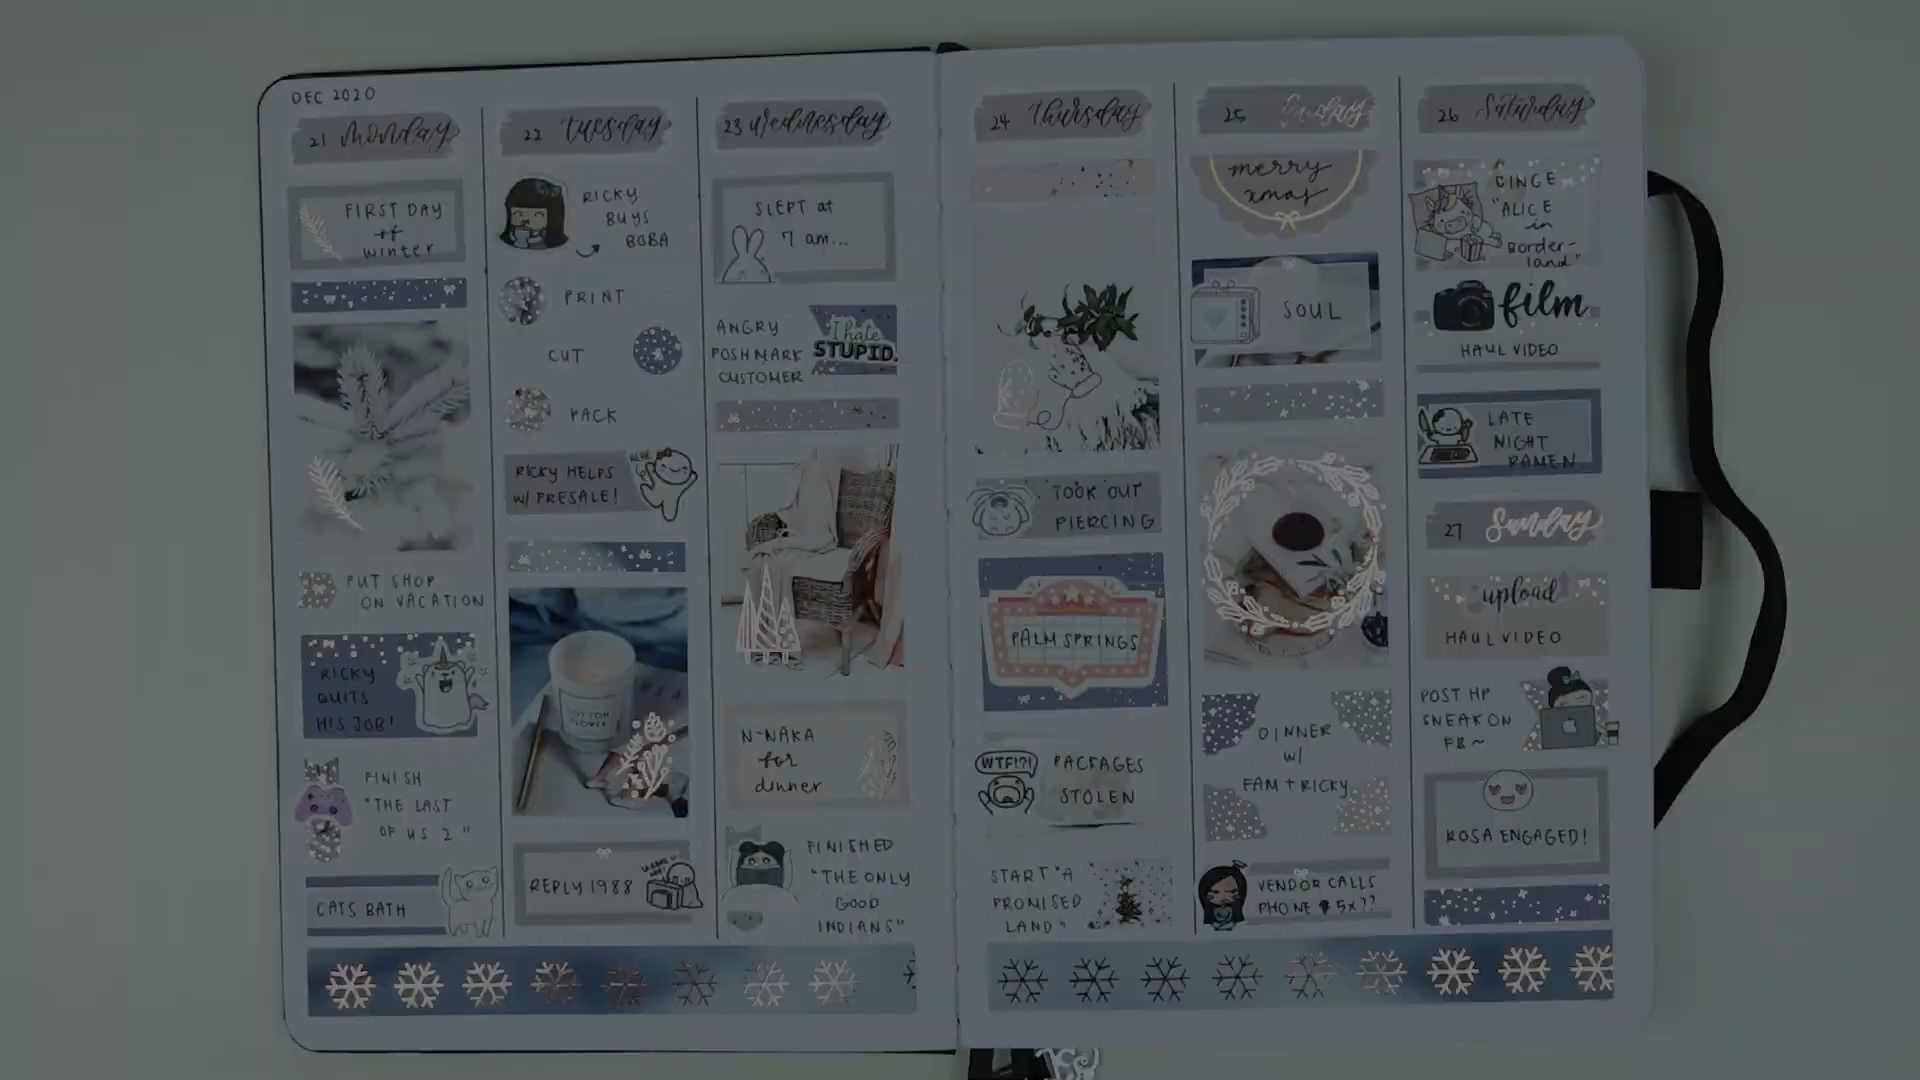 DEC 2020
21 monday
FIRST DAY
of
winter
PUT SHOP
ON VACATION
RICKY
QUITS
HIS JOB!
FINISH
"THE LAST
OF US 2"
CATS BATH
22 tuesday
RICKY
BUYS
BOBA
PRINT
CUT
PACK
RICKY HELPS
W/ PRESALE!
REPLY 1988
23 wednesday
SLEPT at
7 am...
ANGRY
POSHMARK
CUSTOMER
I hate
STUPID.
N-NAKA
for
dinner
FINISHED
"THE ONLY
GOOD
INDIANS"
24 thursday
TOOK OUT
PIERCING
PALM SPRINGS
WTF!?!
PACKAGES
STOLEN
START "A
PROMISED
LAND"
25 friday
merry
xmas
SOUL
DINNER
W/
FAM + RICKY
VENDOR CALLS
PHONE 5x??
26 Saturday
BINGE
"ALICE
in
Border-
land"
film
HAUL VIDEO
LATE
NIGHT
RAMEN
27 Sunday
upload
HAUL VIDEO
POST HP
SNEAK ON
FB ~
ROSA ENGAGED!